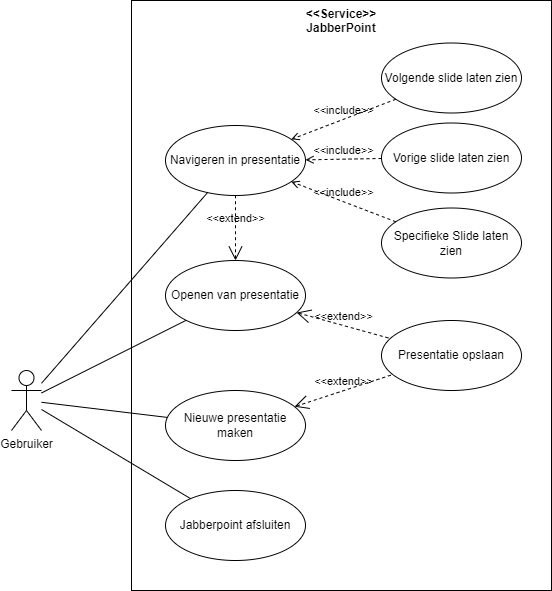 <<Service>>
JabberPoint
Volgende slide laten zien
<<include>>
Navigeren in presentatie
<<include>>
Vorige slide laten zien
<<include>>
<<extend>>
Specifieke Slide laten
zien
Openen van presentatie
<<extend>>
Presentatie opslaan
<<extend>>
Nieuwe presentatie
maken
Gebruiker
Jabberpoint afsluiten